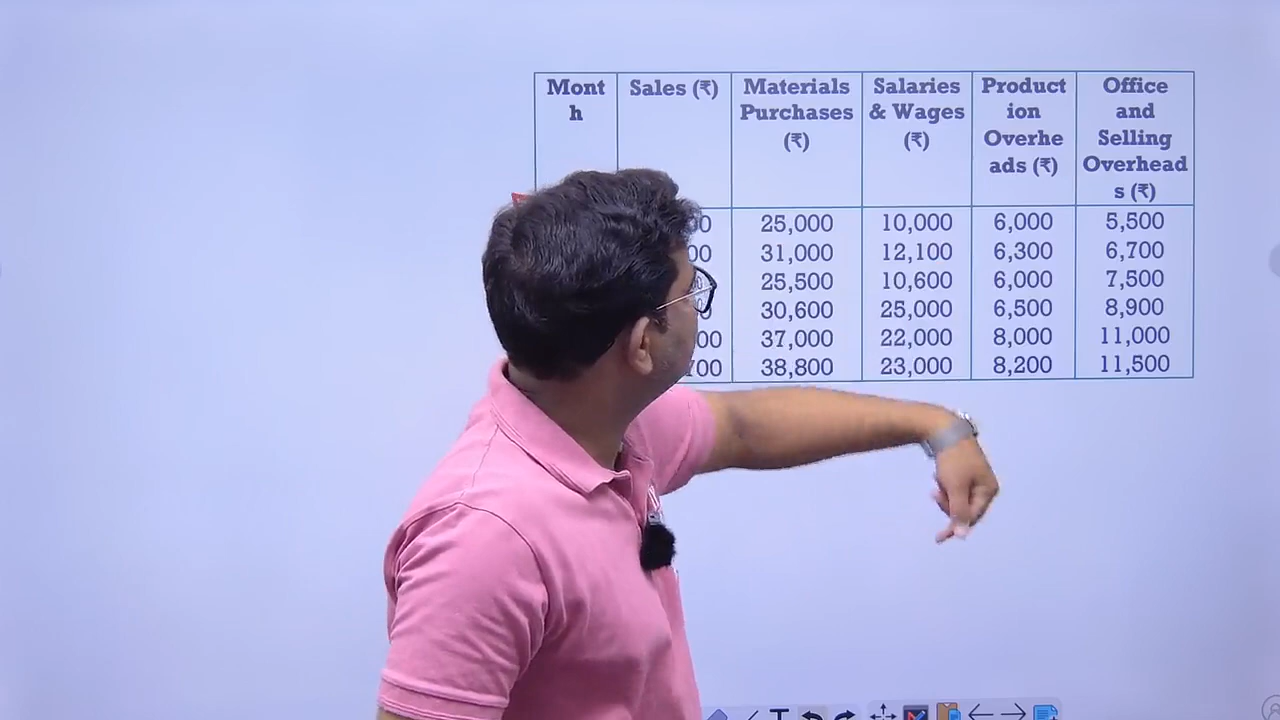 Mont
h
Sales (₹)
Materials
Purchases
(₹)
Salaries
& Wages
(₹)
Product
ion
Overhe
ads (₹)
Office
and
Selling
Overhead
s (₹)
25,000 10,000 6,000 5,500
31,000 12,100 6,300 6,700
25,500 10,600 6,000 7,500
30,600 25,000 6,500 8,900
37,000 22,000 8,000 11,000
38,800 23,000 8,200 11,500